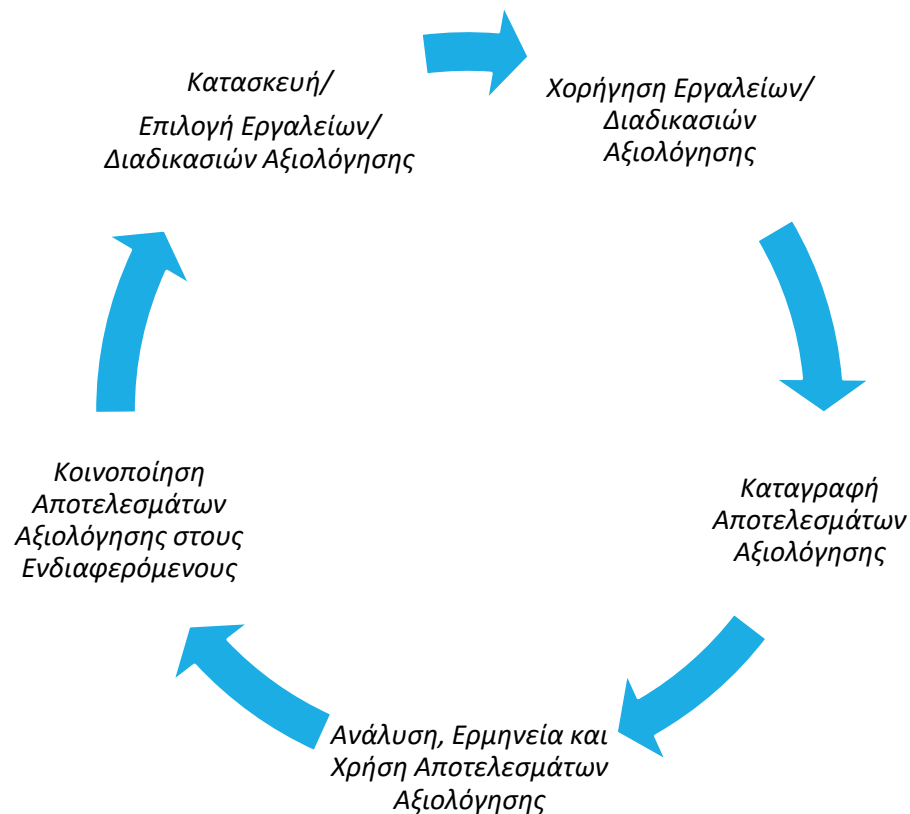 Κατασκευή/
Επιλογή Εργαλείων/
Διαδικασιών Αξιολόγησης
Χορήγηση Εργαλείων/
Διαδικασιών
Αξιολόγησης
Καταγραφή
Αποτελεσμάτων
Αξιολόγησης
Ανάλυση, Ερμηνεία και
Χρήση Αποτελεσμάτων
Αξιολόγησης
Κοινοποίηση
Αποτελεσμάτων
Αξιολόγησης στους
Ενδιαφερόμενους